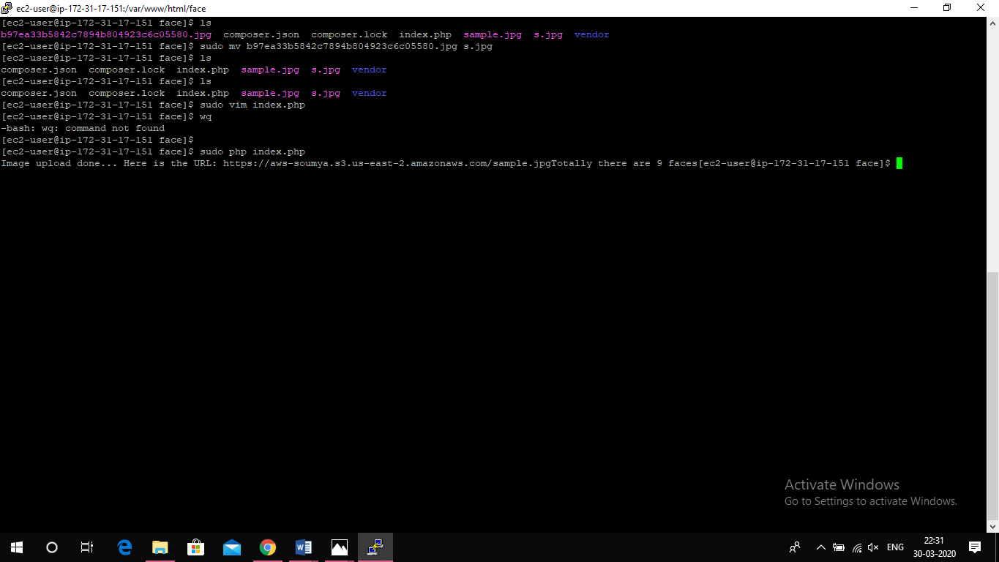 ec2-user@ip-172-31-17-151:/var/www/html/face
[ec2-user@ip-172-31-17-151 face]$ ls
b97ea33b5842c7894b804923c6c05580.jpg  composer.json  composer.lock  index.php  sample.jpg  s.jpg  vendor
[ec2-user@ip-172-31-17-151 face]$ sudo mv b97ea33b5842c7894b804923c6c05580.jpg s.jpg
[ec2-user@ip-172-31-17-151 face]$ ls
composer.json  composer.lock  index.php  sample.jpg  s.jpg  vendor
[ec2-user@ip-172-31-17-151 face]$ ls
composer.json  composer.lock  index.php  sample.jpg  s.jpg  vendor
[ec2-user@ip-172-31-17-151 face]$ sudo vim index.php
[ec2-user@ip-172-31-17-151 face]$ wq
-bash: wq: command not found
[ec2-user@ip-172-31-17-151 face]$
[ec2-user@ip-172-31-17-151 face]$ sudo php index.php
Image upload done... Here is the URL: https://aws-soumya.s3.us-east-2.amazonaws.com/sample.jpgTotally there are 9 faces[ec2-user@ip-172-31-17-151 face]$
Activate Windows
Go to Settings to activate Windows.
ENG
22:31
30-03-2020